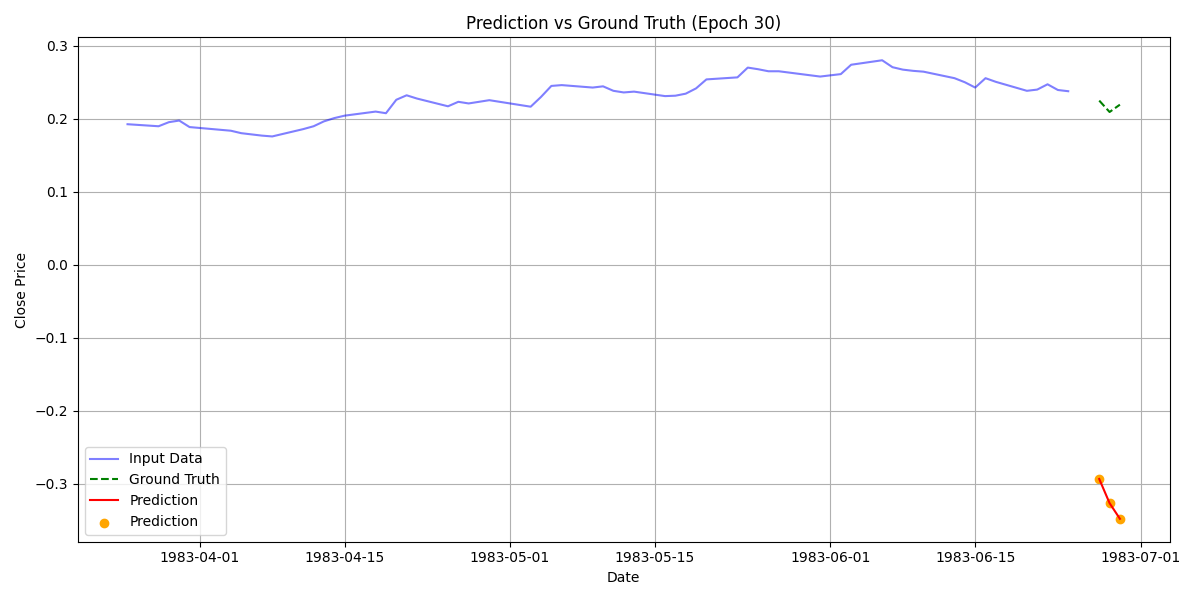 Prediction vs Ground Truth (Epoch 30)
Close Price
0.3
0.2
0.1
0.0
−0.1
−0.2
−0.3
Input Data
Ground Truth
Prediction
Prediction
1983-04-01
1983-04-15
1983-05-01
1983-05-15
1983-06-01
1983-06-15
1983-07-01
Date